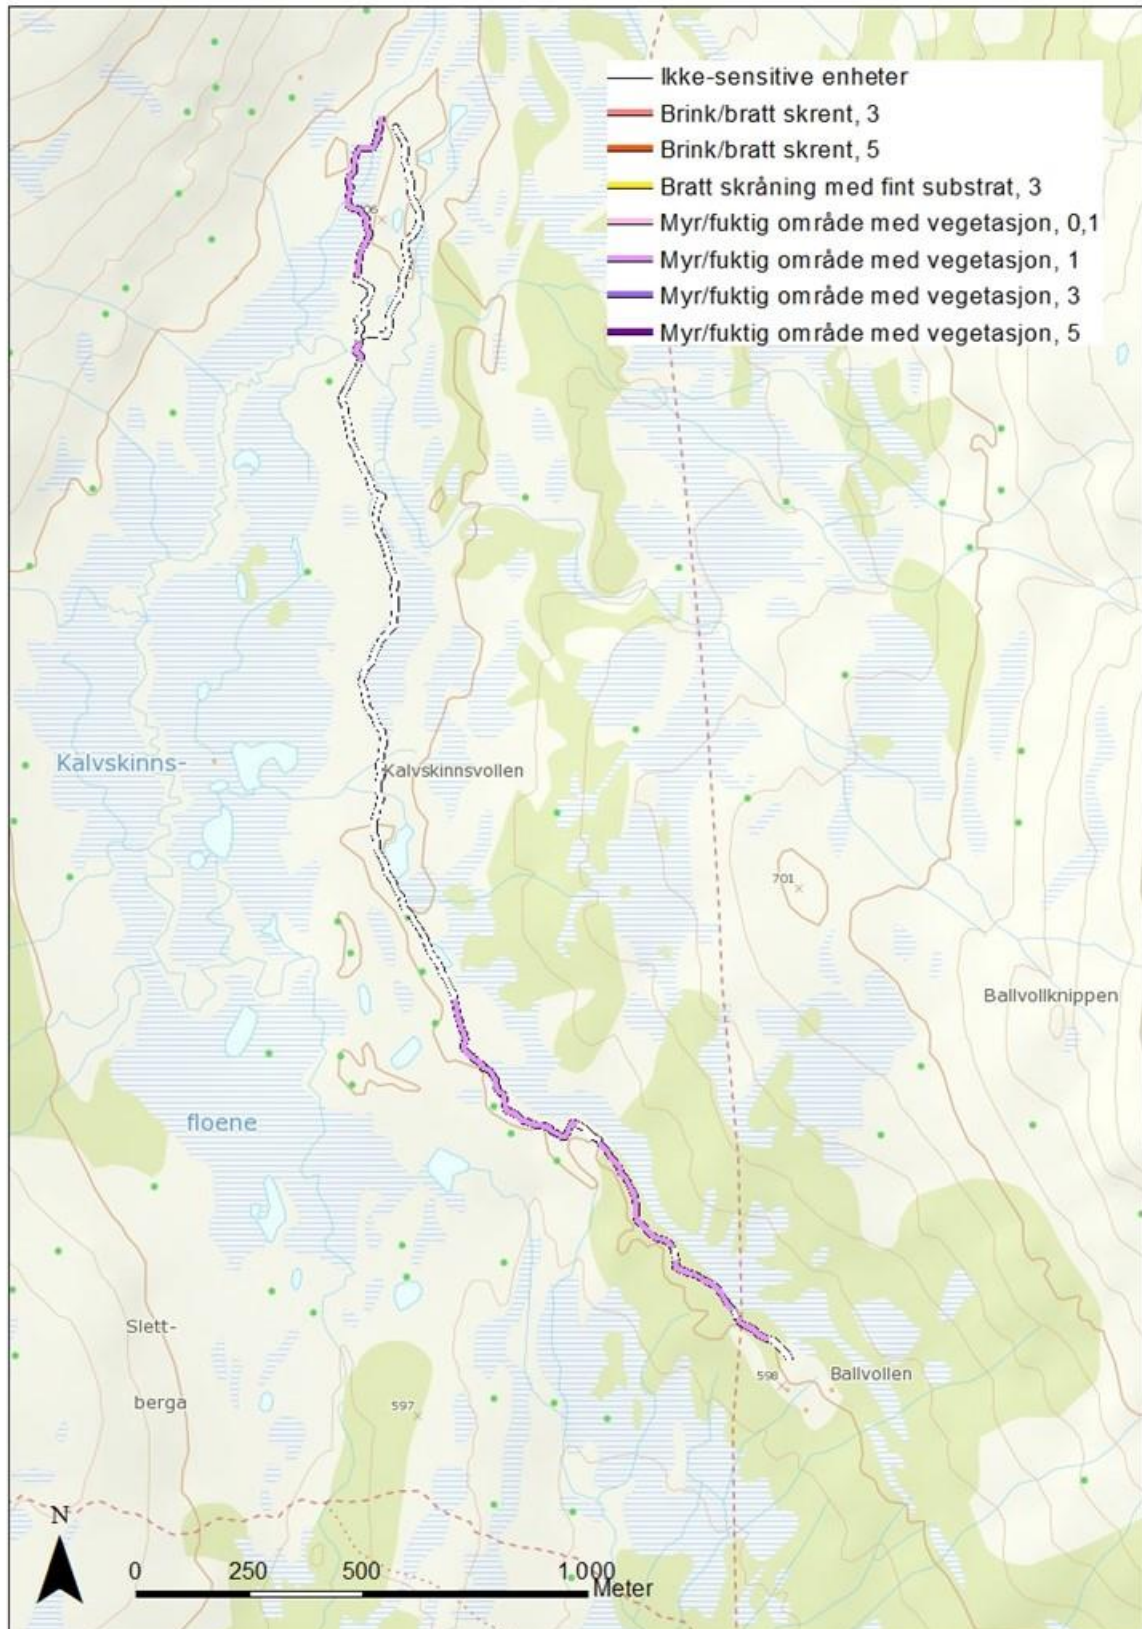 Ikke-sensitive enheter
Brink/bratt skrent, 3
Brink/bratt skrent, 5
Bratt skråning med fint substrat, 3
Myr/fuktig område med vegetasjon, 0,1
Myr/fuktig område med vegetasjon, 1
Myr/fuktig område med vegetasjon, 3
Myr/fuktig område med vegetasjon, 5
Kalvskinns-
Kalvskinnsvollen
701
Ballvollknippen
floene
Slett-
berga
Ballvollen
598
597
N
0 250 500 1.000
Meter